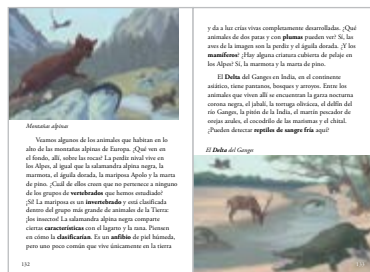 Montañas alpinas
Veamos algunos de los animales que habitan en lo
alto de las montañas alpinas de Europa. ¿Qué ven en
el fondo, allí, sobre las rocas? La perdiz nival vive en
los Alpes, al igual que la salamandra alpina negra, la
marmota, el águila dorada, la mariposa Apolo y la marta
de pino. ¿Cuál de ellos creen que no pertenece a ninguno
de los grupos de vertebrados que hemos estudiado?
¡Sí! La mariposa es un invertebrado y está clasificada
dentro del grupo más grande de animales de la Tierra:
¡los insectos! La salamandra alpina negra comparte
ciertas características con el lagarto y la rana. Piensen
en cómo la clasificarían. Es un anfibio de piel húmeda,
pero uno poco común que vive únicamente en la tierra
132
y da a luz crías vivas completamente desarrolladas. ¿Qué
animales de dos patas y con plumas pueden ver? Sí, las
aves de la imagen son la perdiz y el águila dorada. ¿Y los
mamíferos? ¿Hay alguna criatura cubierta de pelaje en
los Alpes? Sí, la marmota y la marta de pino.
El Delta del Ganges en India, en el continente
asiático, tiene pantanos, bosques y arroyos. Entre los
animales que viven allí se encuentran la garza nocturna
corona negra, el jabalí, la tortuga olivácea, el delfín del
río Ganges, la pitón de la India, el martín pescador de
orejas azules, el cocodrilo de las marismas y el chital.
¿Pueden detectar reptiles de sangre fría aquí?
El Delta del Ganges